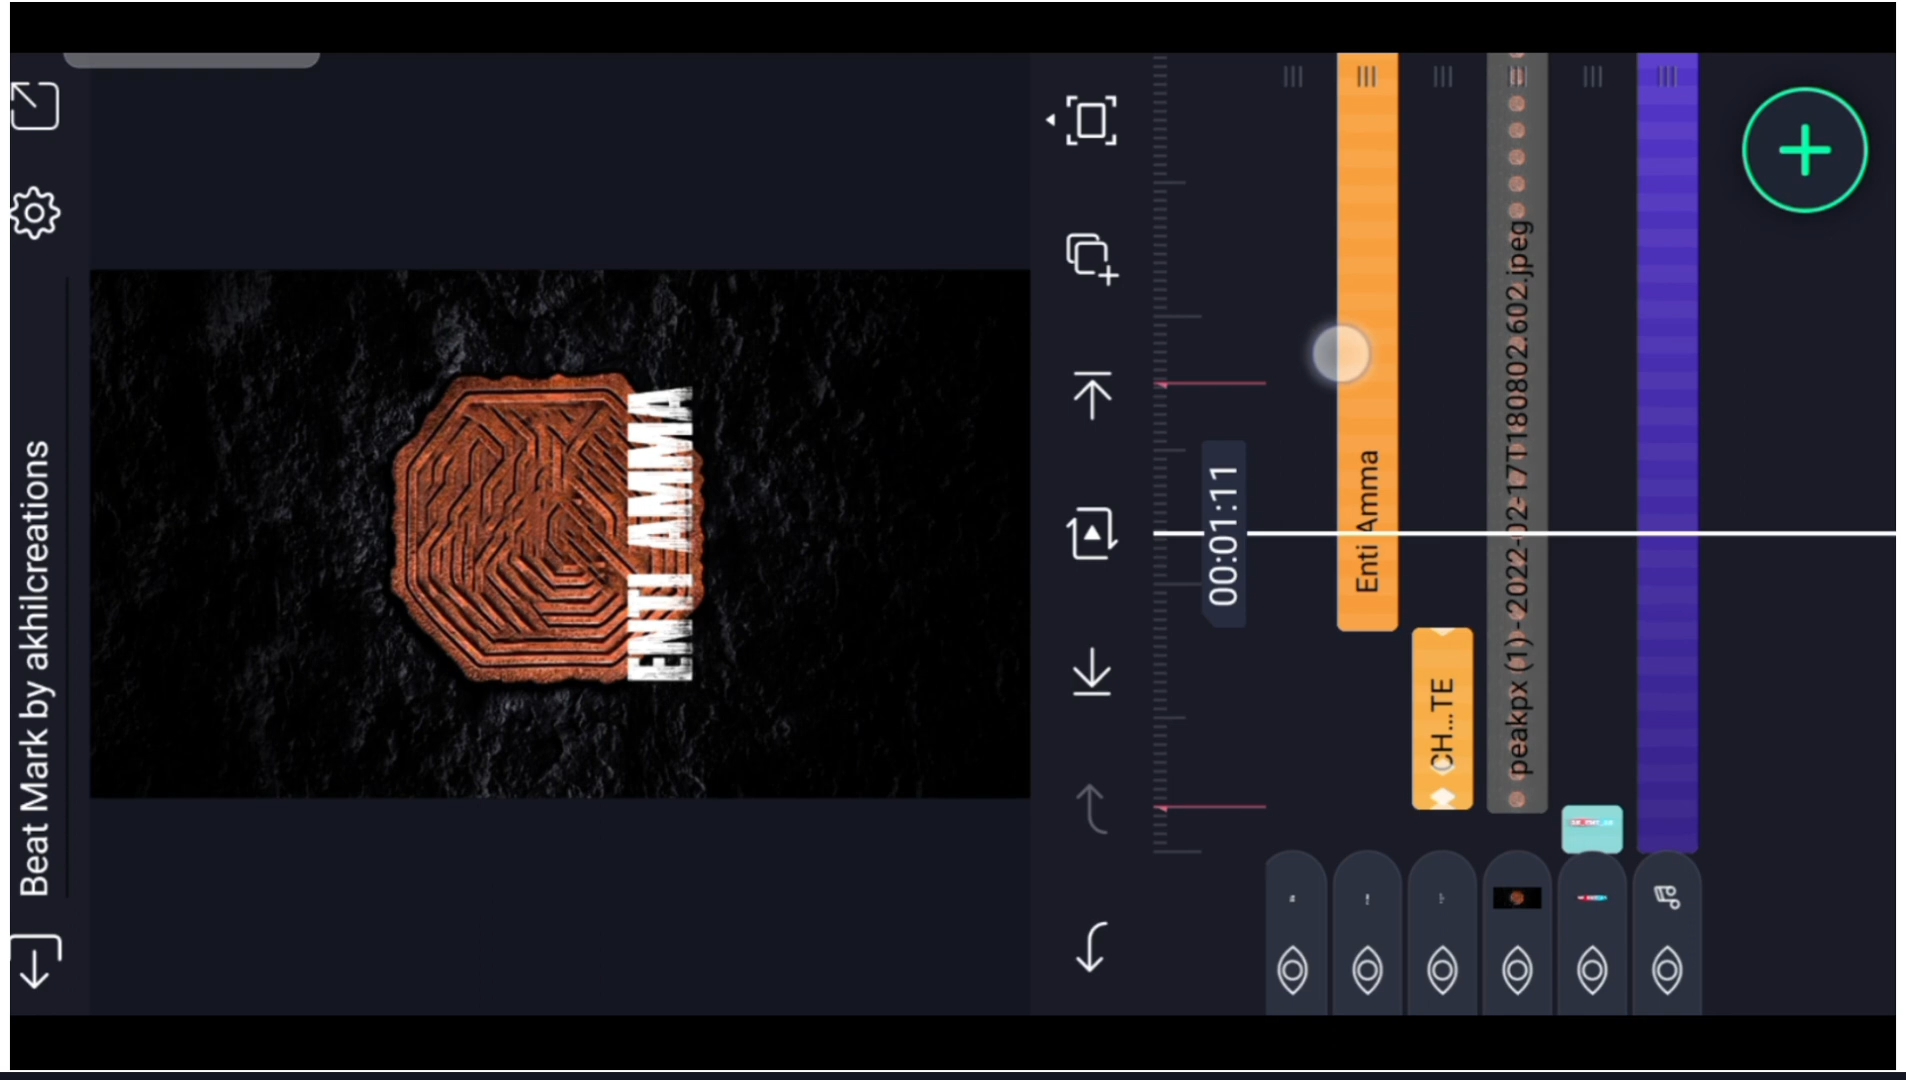 Beat Mark by akhilcreations
ENTI AMMA
00:01:11
Enti Amma
CH...TE
peakpx (1) - 2022-02-17T180802.602.jpeg